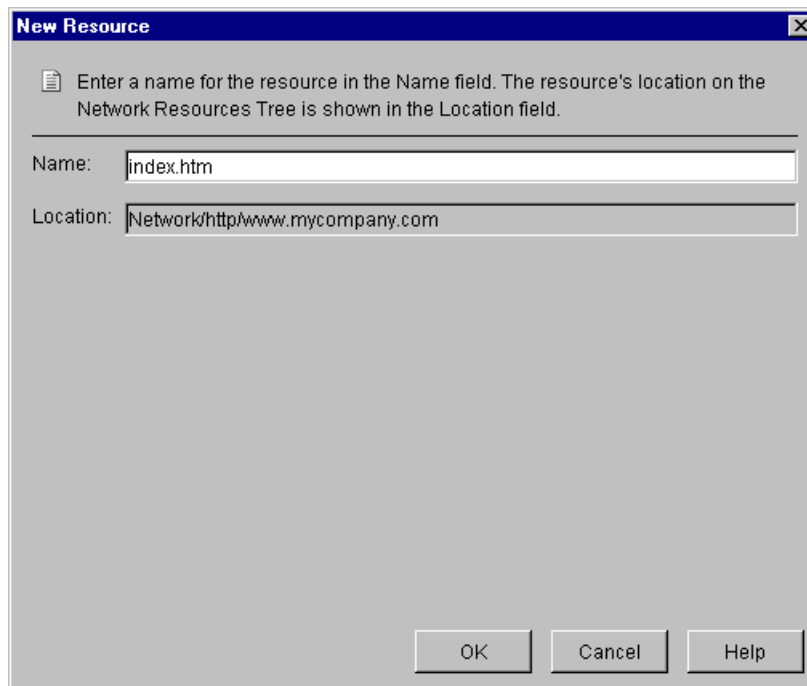 New Resource
Enter a name for the resource in the Name field. The resource's location on the
Network Resources Tree is shown in the Location field.
Name: index.htm
Location: Network/http/www.mycompany.com
OK Cancel Help